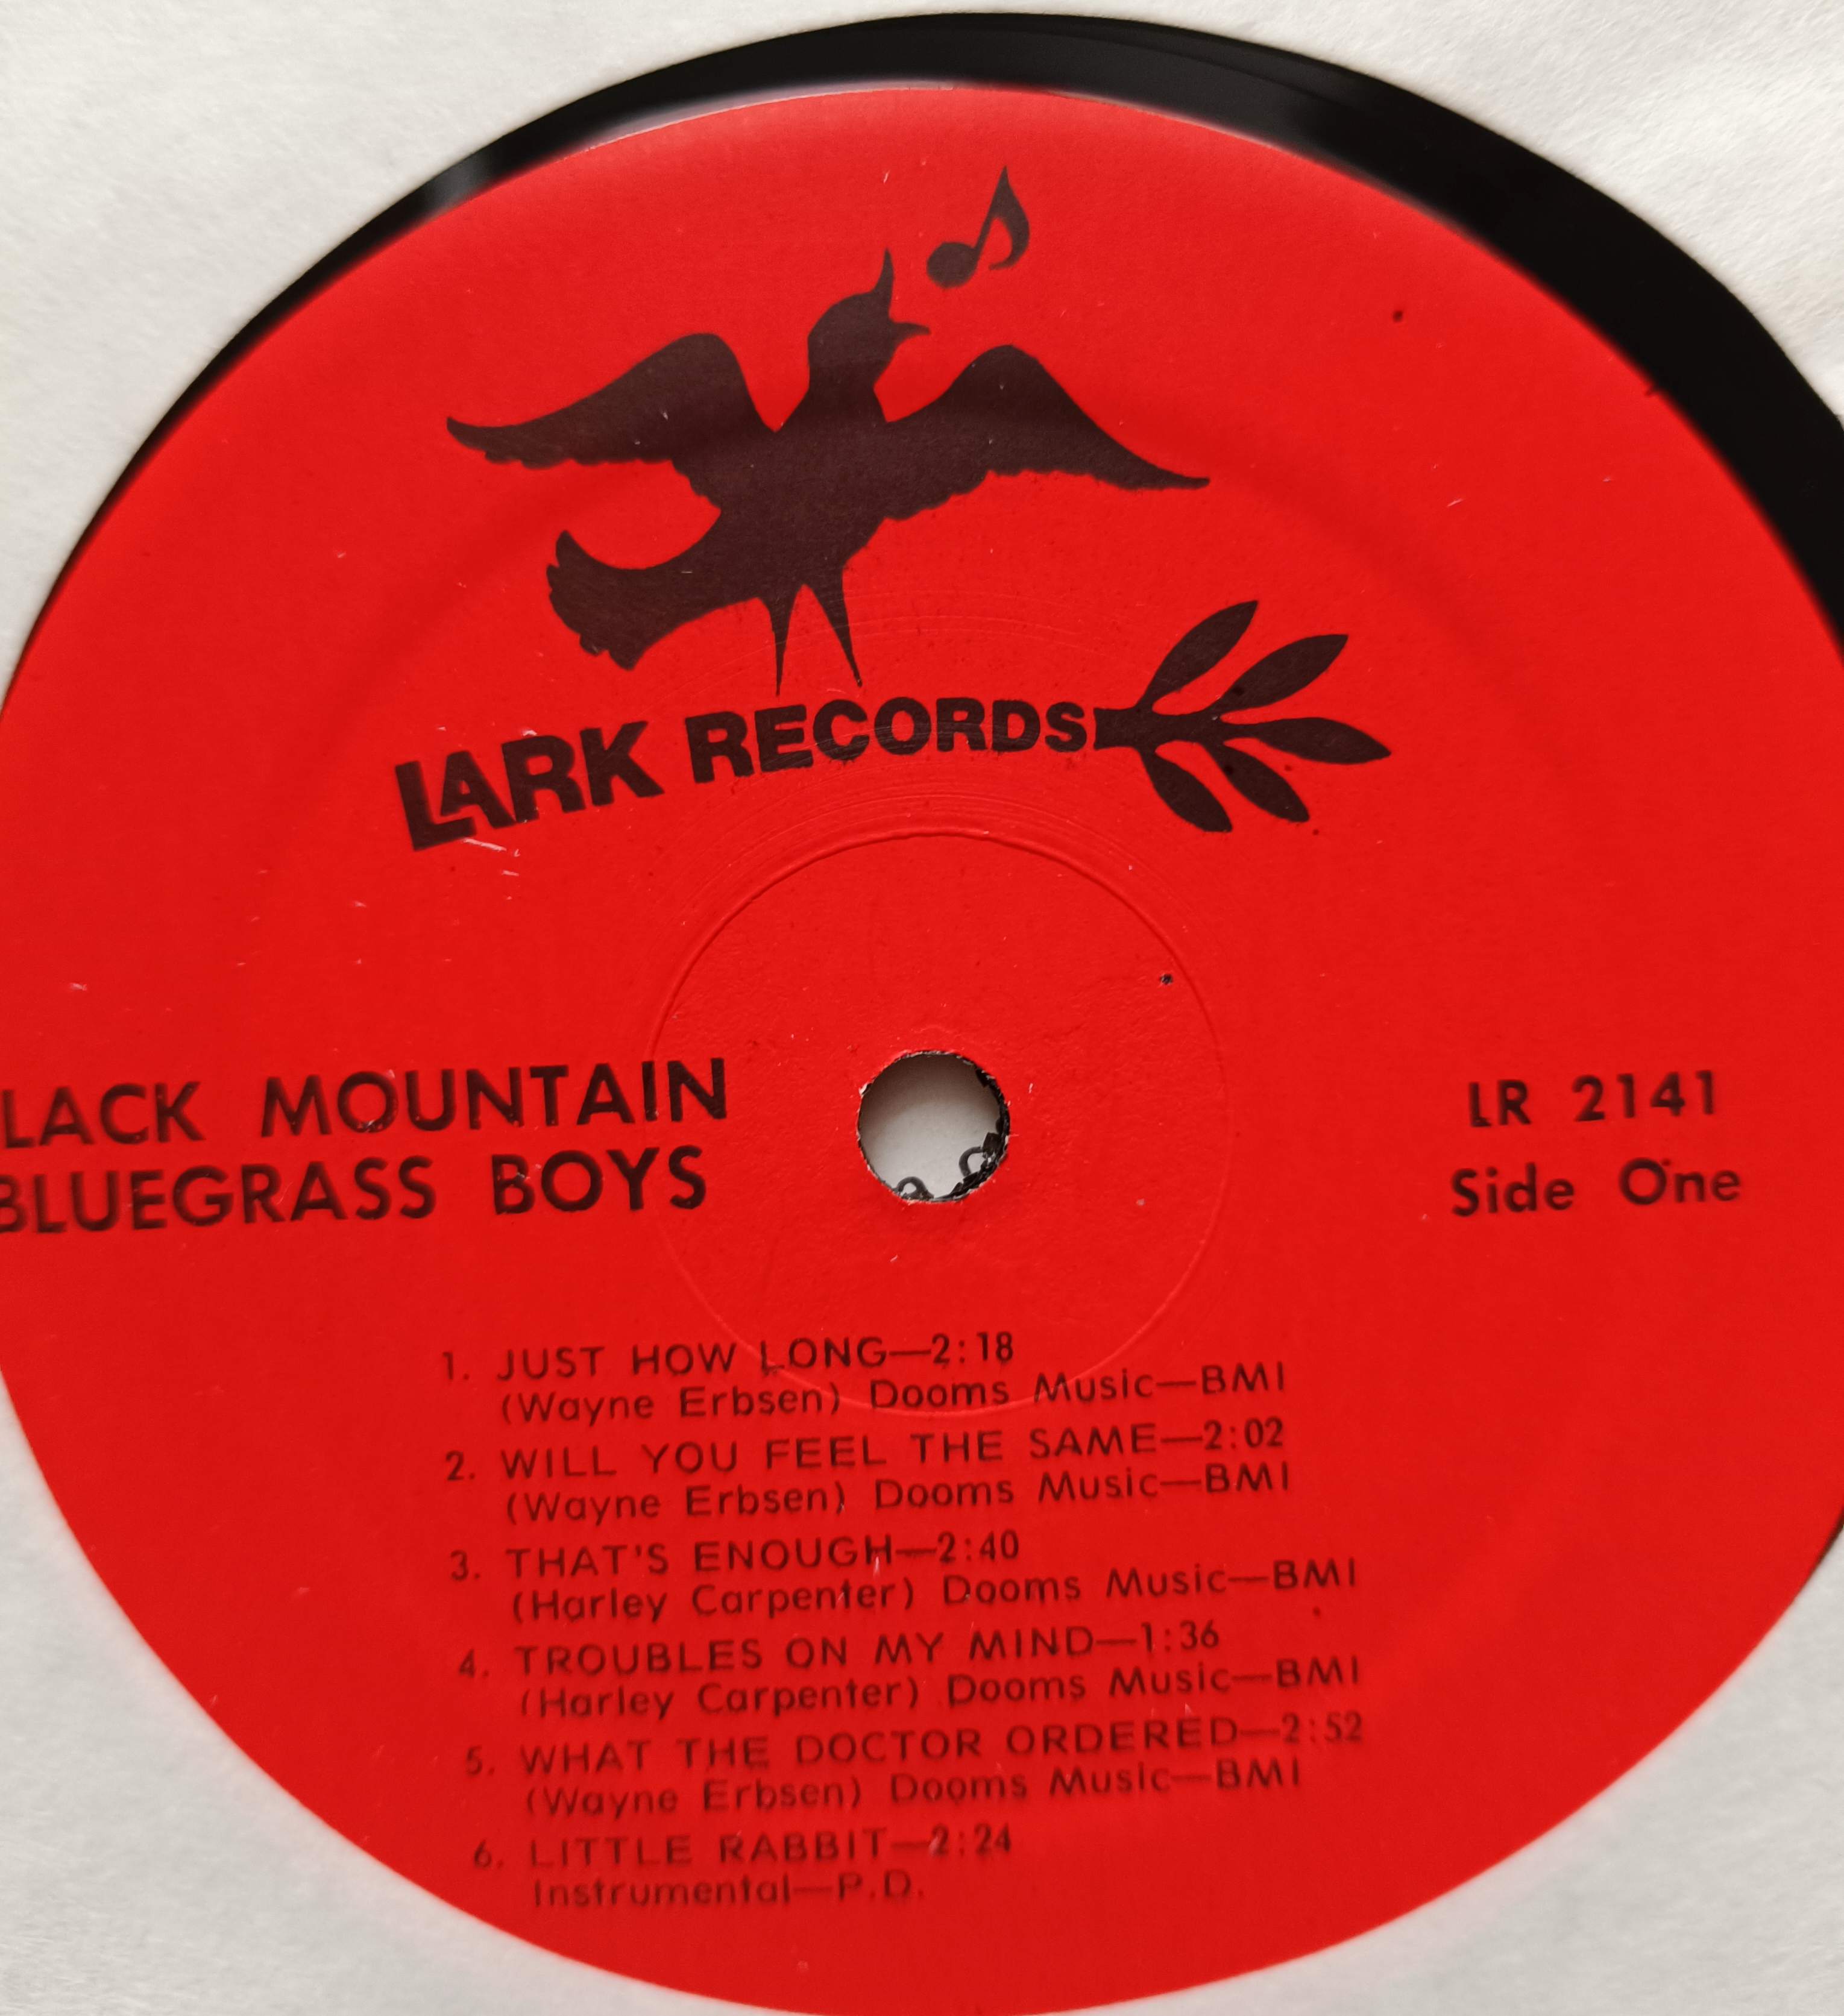 LARK RECORDS
LACK MOUNTAIN
BLUEGRASS BOYS
LR 2141
Side One
1. JUST HOW LONG—2:18
(Wayne Erbsen) Dooms Music—BMI
2. WILL YOU FEEL THE SAME—2:02
(Wayne Erbsen) Dooms Music—BMI
3. THAT'S ENOUGH—2:40
(Harley Carpenter) Dooms Music—BMI
4. TROUBLES ON MY MIND—1:36
(Harley Carpenter) Dooms Music—BMI
5. WHAT THE DOCTOR ORDERED—2:52
(Wayne Erbsen) Dooms Music—BMI
6. LITTLE RABBIT—2:24
Instrumental—P.D.